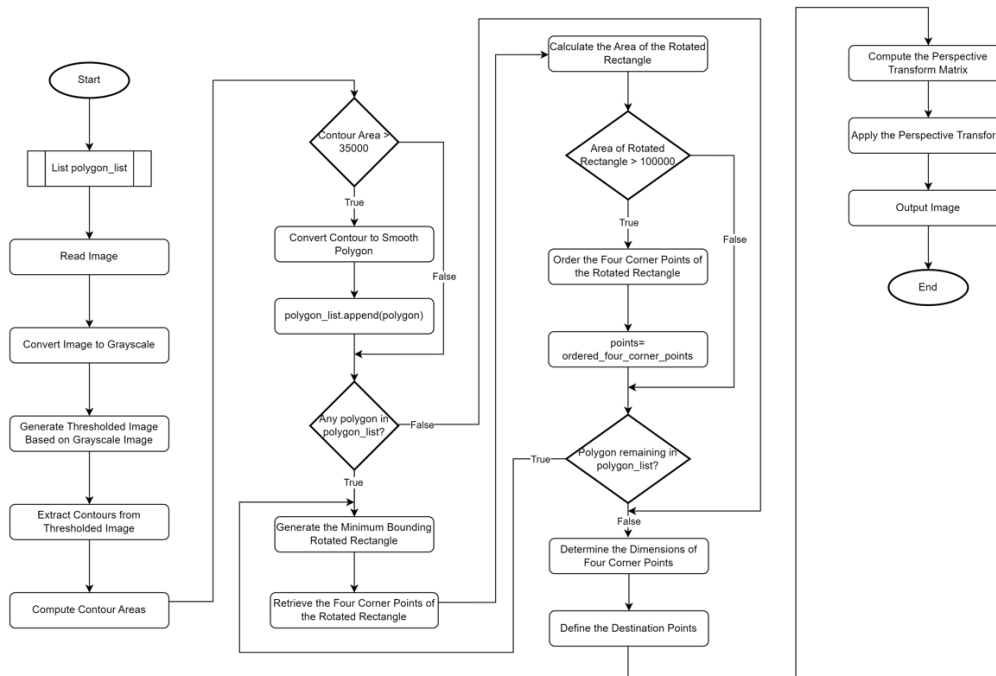 Start
List polygon_list
Read Image
Convert Image to Grayscale
Generate Thresholded Image
Based on Grayscale Image
Extract Contours from
Thresholded Image
Compute Contour Areas
Contour Area >
35000
True
False
Convert Contour to Smooth
Polygon
polygon_list.append(polygon)
Any polygon in
polygon_list?
False
True
Generate the Minimum Bounding
Rotated Rectangle
Retrieve the Four Corner Points of
the Rotated Rectangle
Calculate the Area of the Rotated
Rectangle
Area of Rotated
Rectangle > 100000
True
False
Order the Four Corner Points of
the Rotated Rectangle
points=
ordered_four_corner_points
Polygon remaining in
polygon_list?
True
False
Determine the Dimensions of
Four Corner Points
Define the Destination Points
Compute the Perspective
Transform Matrix
Apply the Perspective Transform
Output Image
End